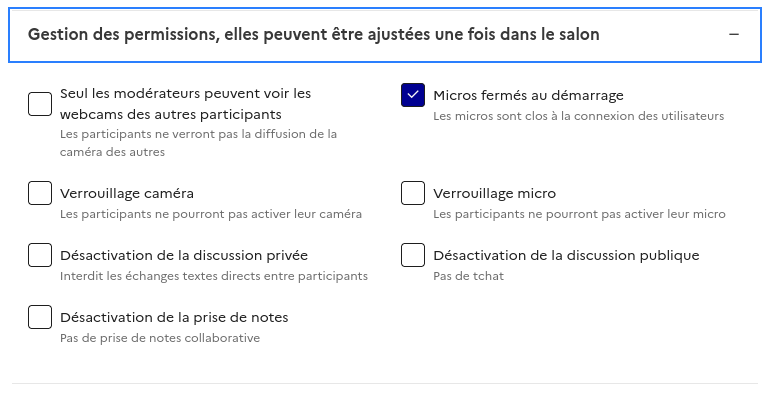 Gestion des permissions, elles peuvent être ajustées une fois dans le salon
Seul les modérateurs peuvent voir les
webcams des autres participants
Les participants ne verront pas la diffusion de la
caméra des autres
Micros fermés au démarrage
Les micros sont clos à la connexion des utilisateurs
Verrouillage caméra
Les participants ne pourront pas activer leur caméra
Verrouillage micro
Les participants ne pourront pas activer leur micro
Désactivation de la discussion privée
Interdit les échanges textes directs entre participants
Désactivation de la discussion publique
Pas de tchat
Désactivation de la prise de notes
Pas de prise de notes collaborative